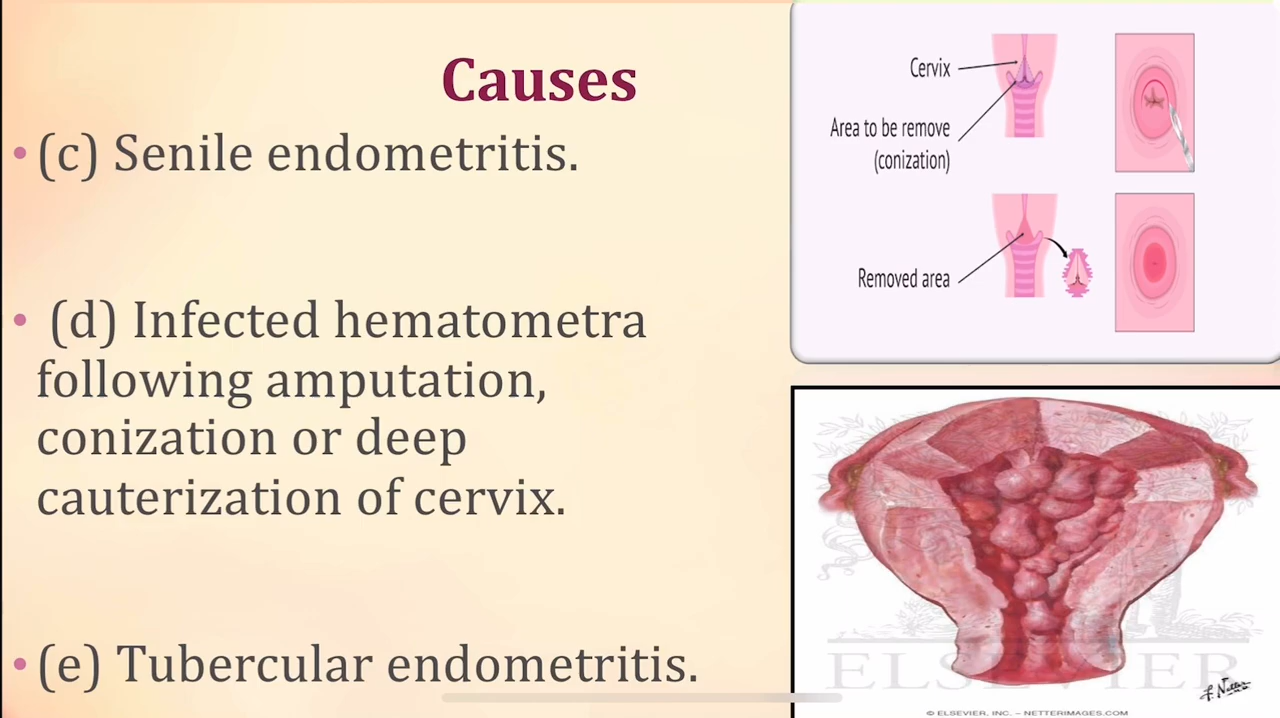 Causes
• (c) Senile endometritis.
• (d) Infected hematometra
following amputation,
conization or deep
cauterization of cervix.
• (e) Tubercular endometritis.
Cervix
Area to be remove
(conization)
Removed area
ELSEVIER
F. Netter
© ELSEVIER, INC. – NETTERIMAGES.COM